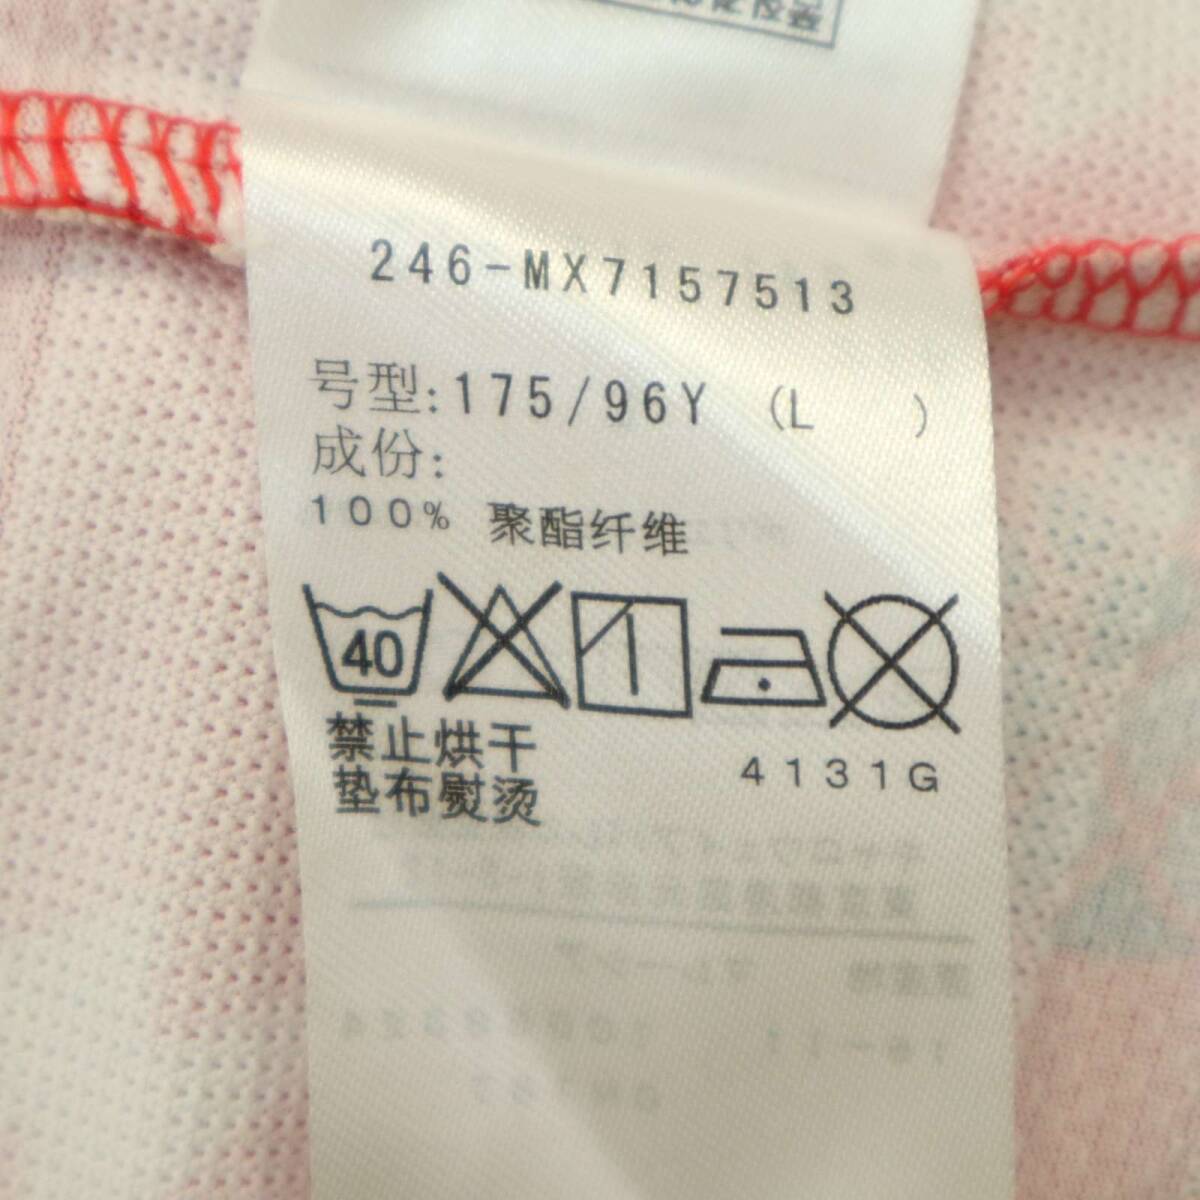 246-MX7157513
号型:175/96Y (L )
成份:
100% 聚酯纤维
40
禁止烘干
垫布熨烫
4131G